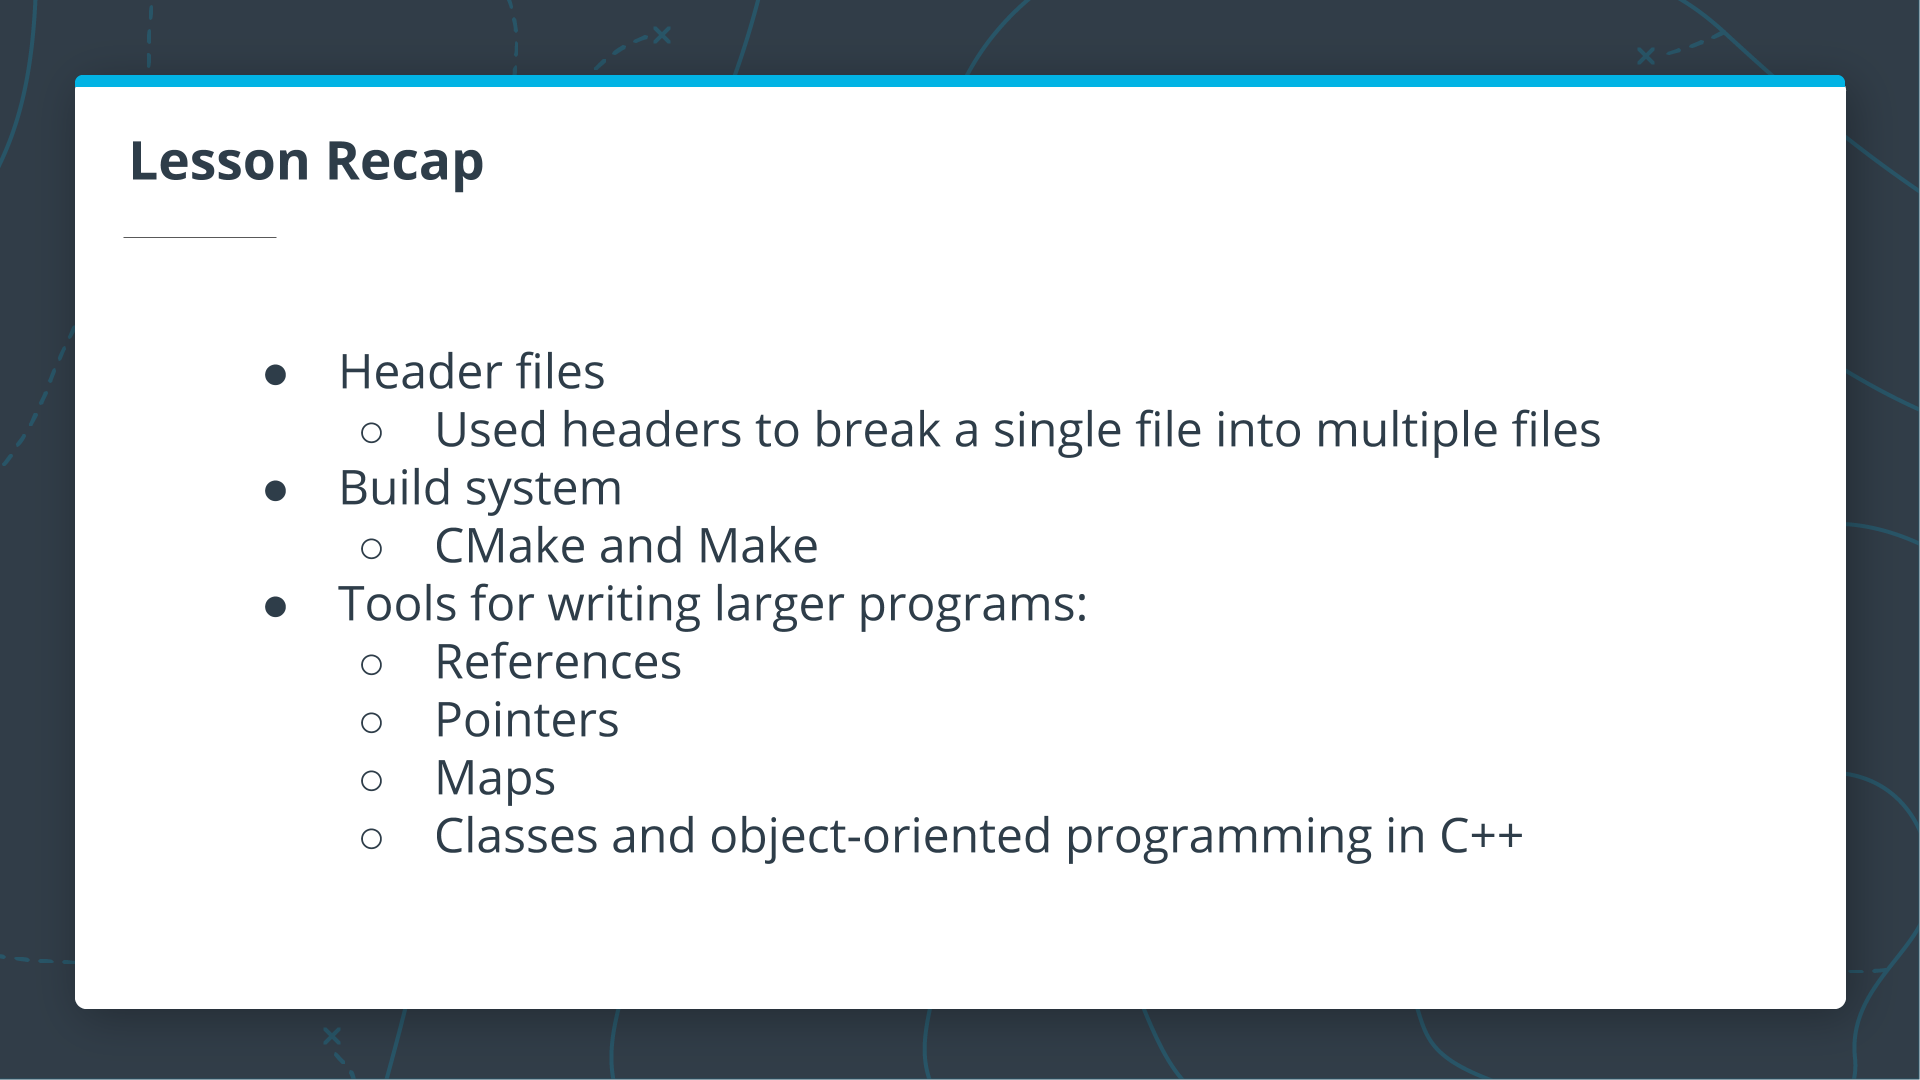 Lesson Recap
● Header files
○ Used headers to break a single file into multiple files
● Build system
○ CMake and Make
● Tools for writing larger programs:
○ References
○ Pointers
○ Maps
○ Classes and object-oriented programming in C++